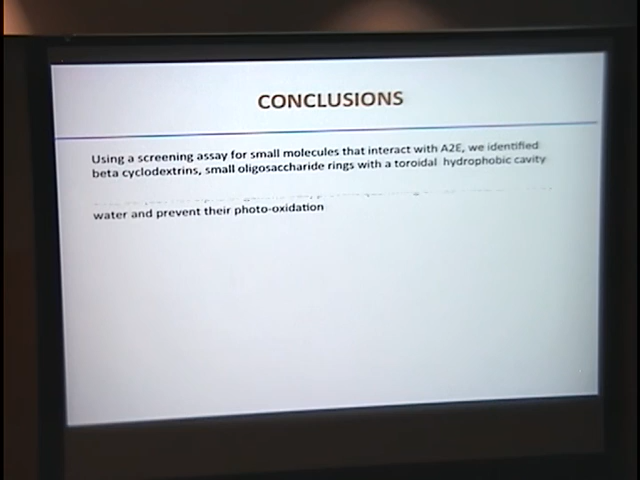 CONCLUSIONS
Using a screening assay for small molecules that interact with A2E, we identified
beta cyclodextrins, small oligosaccharide rings with a toroidal hydrophobic cavity
water and prevent their photo-oxidation